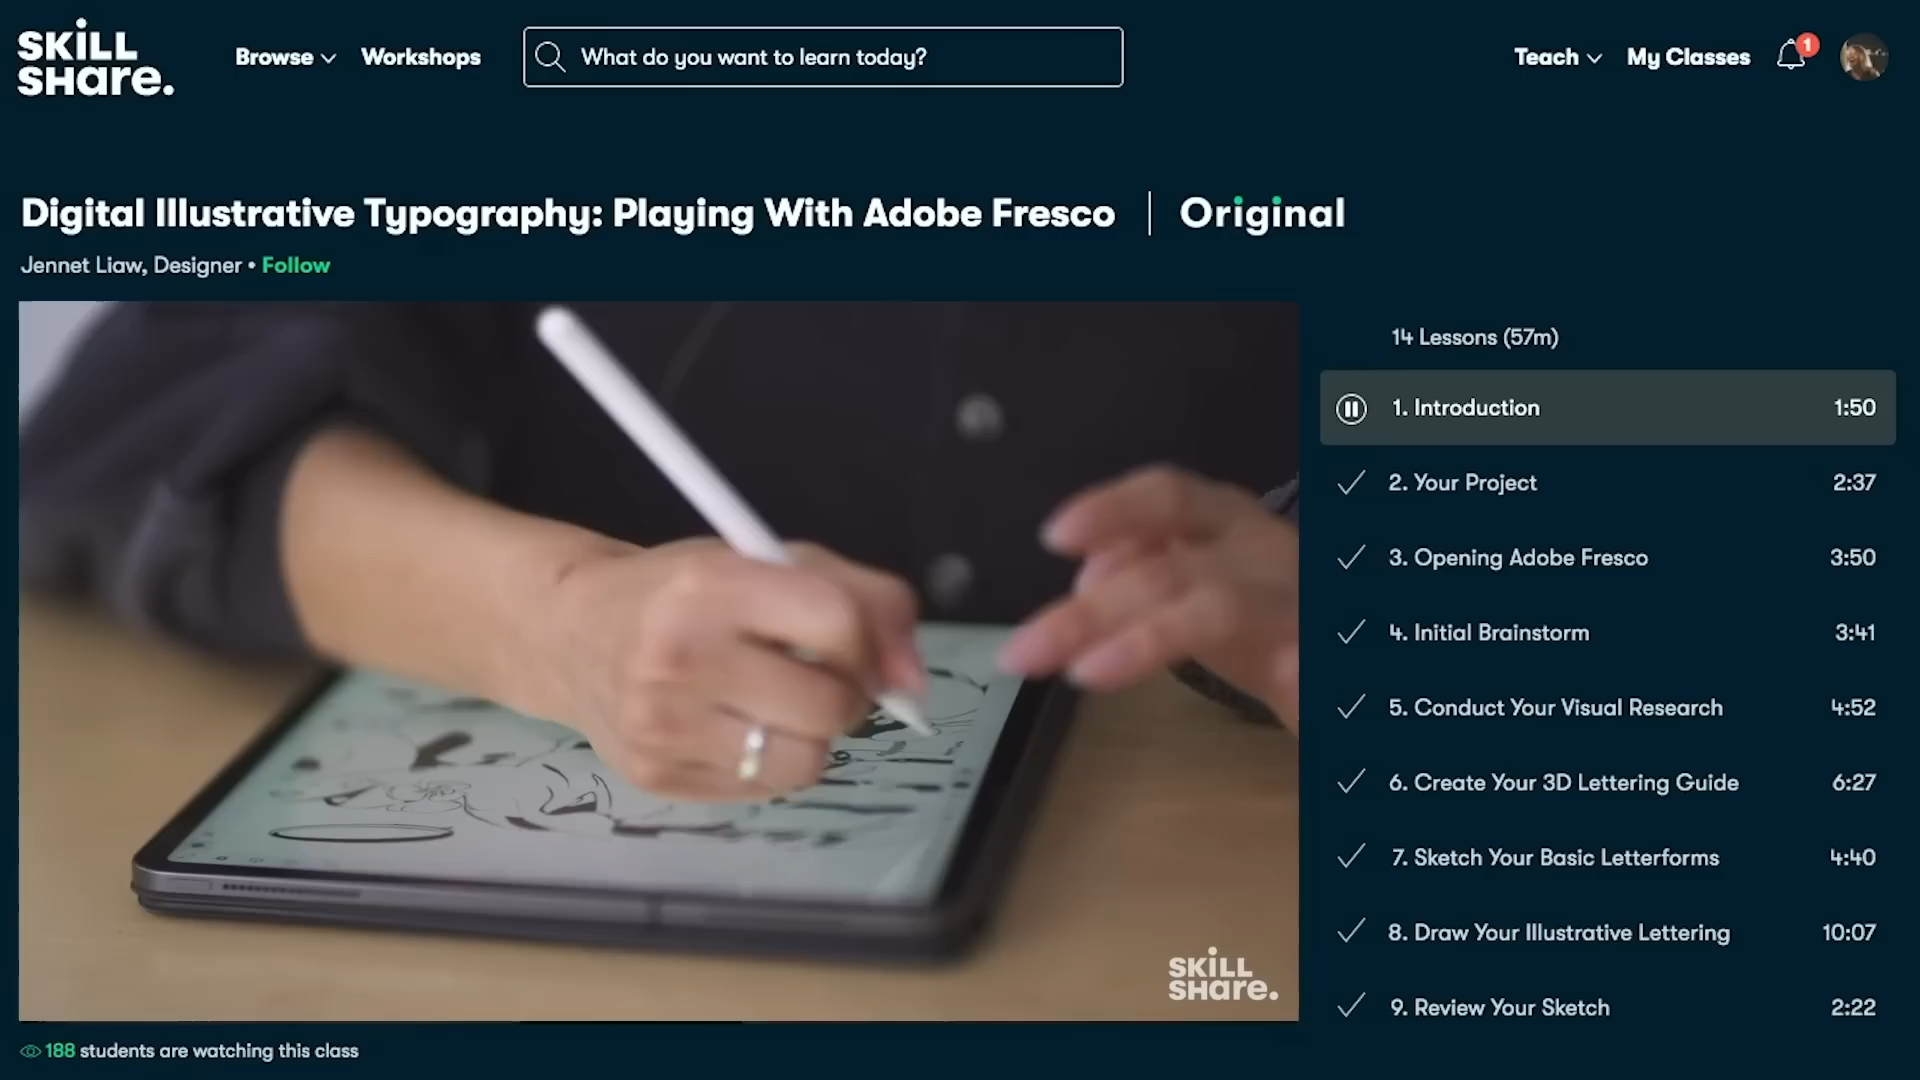 SKILL
SHare.
Browse
Workshops
What do you want to learn today?
Teach
My Classes
1
Digital Illustrative Typography: Playing With Adobe Fresco | Original
Jennet Liaw, Designer • Follow
14 Lessons (57m)
1. Introduction 1:50
2. Your Project 2:37
3. Opening Adobe Fresco 3:50
4. Initial Brainstorm 3:41
5. Conduct Your Visual Research 4:52
6. Create Your 3D Lettering Guide 6:27
7. Sketch Your Basic Letterforms 4:40
8. Draw Your Illustrative Lettering 10:07
9. Review Your Sketch 2:22
SKILL
SHare.
188 students are watching this class